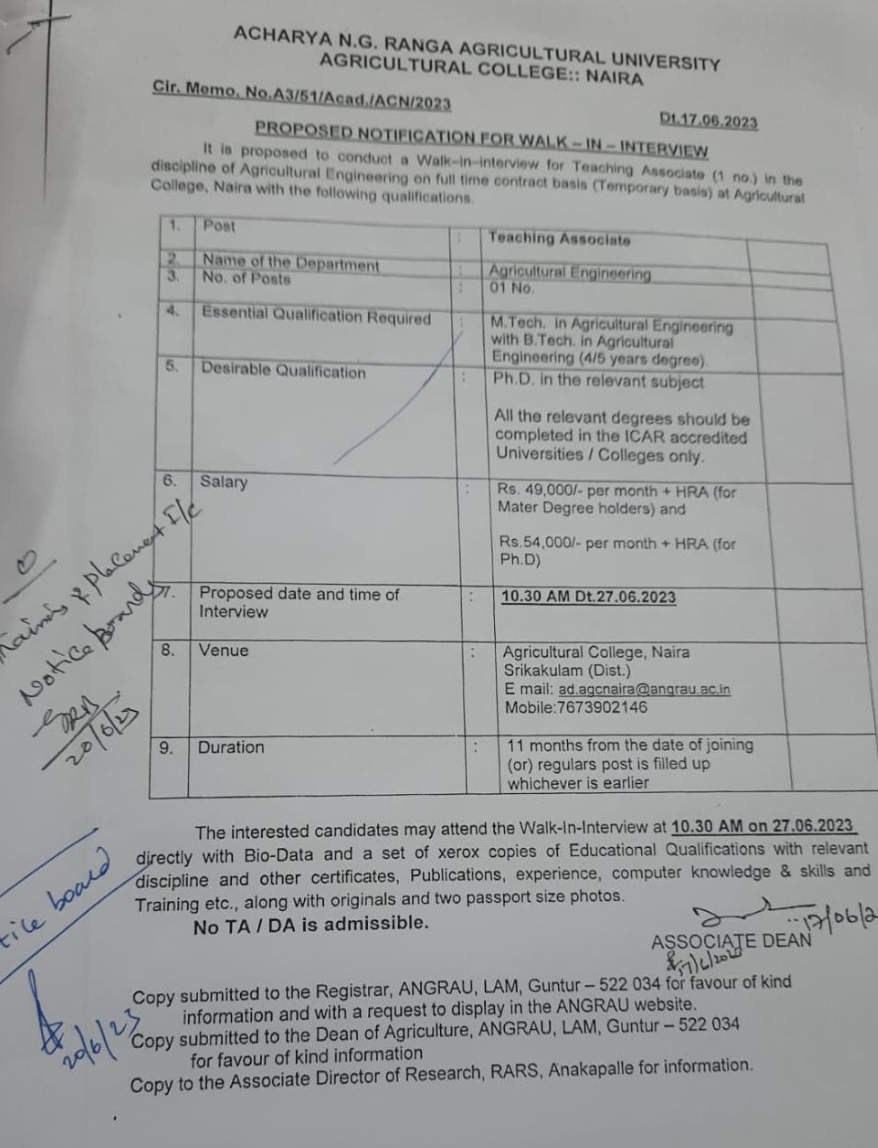 ACHARYA N.G. RANGA AGRICULTURAL UNIVERSITY
AGRICULTURAL COLLEGE:: NAIRA
Cir. Memo. No.A3/51/Acad./ACN/2023
Dt.17.06.2023
PROPOSED NOTIFICATION FOR WALK – IN – INTERVIEW
It is proposed to conduct a Walk–in-interview for Teaching Associate (1 no.) in the
discipline of Agricultural Engineering on full time contract basis (Temporary basis) at Agricultural
College, Naira with the following qualifications.
1. Post : Teaching Associate
2. Name of the Department : Agricultural Engineering
3. No. of Posts : 01 No.
4. Essential Qualification Required : M.Tech. in Agricultural Engineering
with B.Tech. in Agricultural
Engineering (4/5 years degree).
5. Desirable Qualification : Ph.D. in the relevant subject
All the relevant degrees should be
completed in the ICAR accredited
Universities / Colleges only.
6. Salary : Rs. 49,000/- per month + HRA (for
Mater Degree holders) and
Rs.54,000/- per month + HRA (for
Ph.D)
7. Proposed date and time of : 10.30 AM Dt.27.06.2023
Interview
8. Venue : Agricultural College, Naira
Srikakulam (Dist.)
E mail: ad.agcnaira@angrau.ac.in
Mobile:7673902146
9. Duration : 11 months from the date of joining
(or) regulars post is filled up
whichever is earlier
& Placement I/c
Notice Board
20/6/23
The interested candidates may attend the Walk-In-Interview at 10.30 AM on 27.06.2023
directly with Bio-Data and a set of xerox copies of Educational Qualifications with relevant
discipline and other certificates, Publications, experience, computer knowledge & skills and
Training etc., along with originals and two passport size photos.
No TA / DA is admissible.
17/06/2
ASSOCIATE DEAN
tice board
20/6/23
Copy submitted to the Registrar, ANGRAU, LAM, Guntur – 522 034 for favour of kind
information and with a request to display in the ANGRAU website.
Copy submitted to the Dean of Agriculture, ANGRAU, LAM, Guntur – 522 034
for favour of kind information
Copy to the Associate Director of Research, RARS, Anakapalle for information.